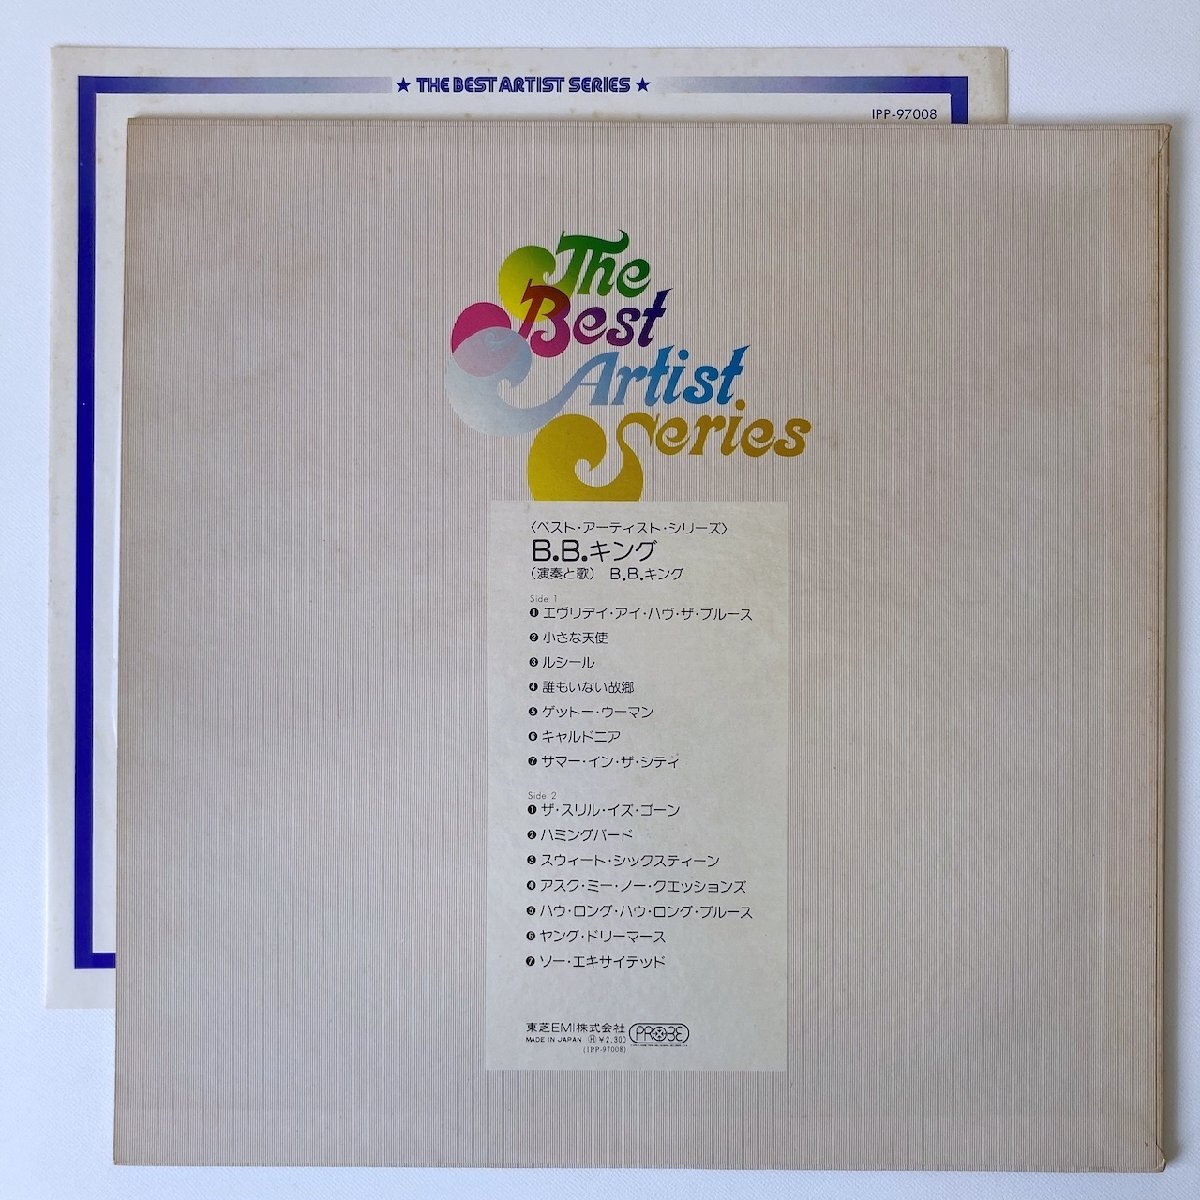 ★ THE BEST ARTIST SERIES ★
IPP-97008
The
Best
Artist
Series
〈ベスト・アーティスト・シリーズ〉
B.B.キング
(演奏と歌) B.B.キング
Side 1
❶ エヴリデイ・アイ・ハヴ・ザ・ブルース
❷ 小さな天使
❸ ルシール
❹ 誰もいない故郷
❺ ゲットー・ウーマン
❻ キャルドニア
❼ サマー・イン・ザ・シティ
Side 2
❶ ザ・スリル・イズ・ゴーン
❷ ハミングバード
❸ スウィート・シックスティーン
❹ アスク・ミー・ノー・クエッションズ
❺ ハウ・ロング・ハウ・ロング・ブルース
❻ ヤング・ドリーマース
❼ ソー・エキサイテッド
東芝EMI株式会社 PROBE
MADE IN JAPAN Ⓗ ¥2,300
(IPP-97008)